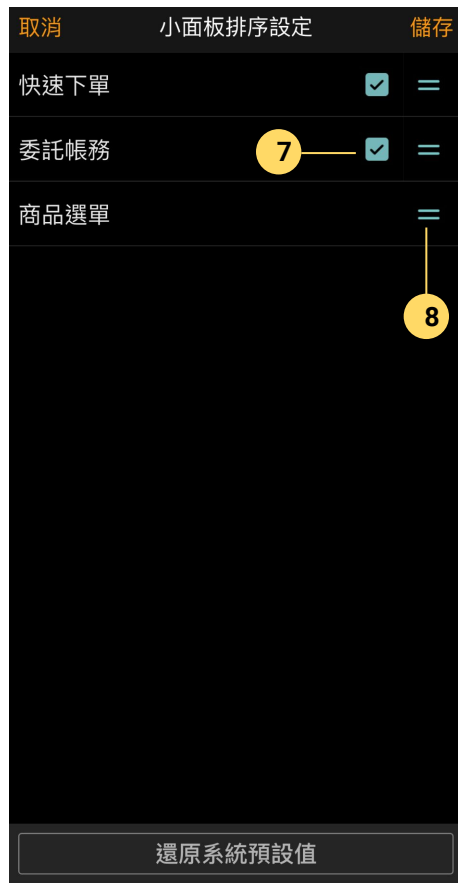 取消 小面板排序設定 儲存
快速下單
委託帳務 7
商品選單
8
還原系統預設值